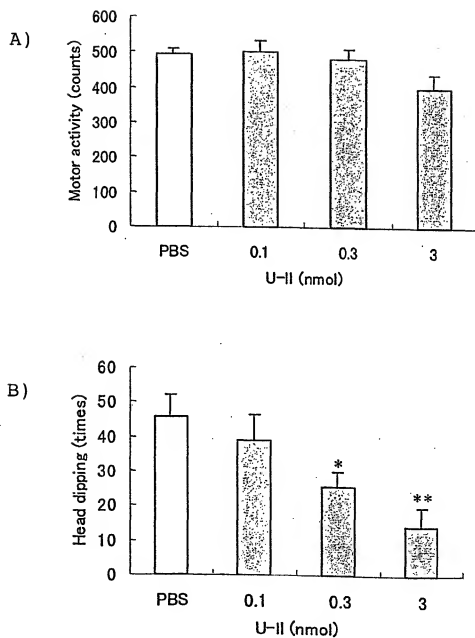 A)
Motor activity (counts)
600
500
400
300
200
100
0
PBS 0.1 0.3 3
U-II (nmol)
B)
Head dipping (times)
60
50
40
30
20
10
0
* **
PBS 0.1 0.3 3
U-II (nmol)